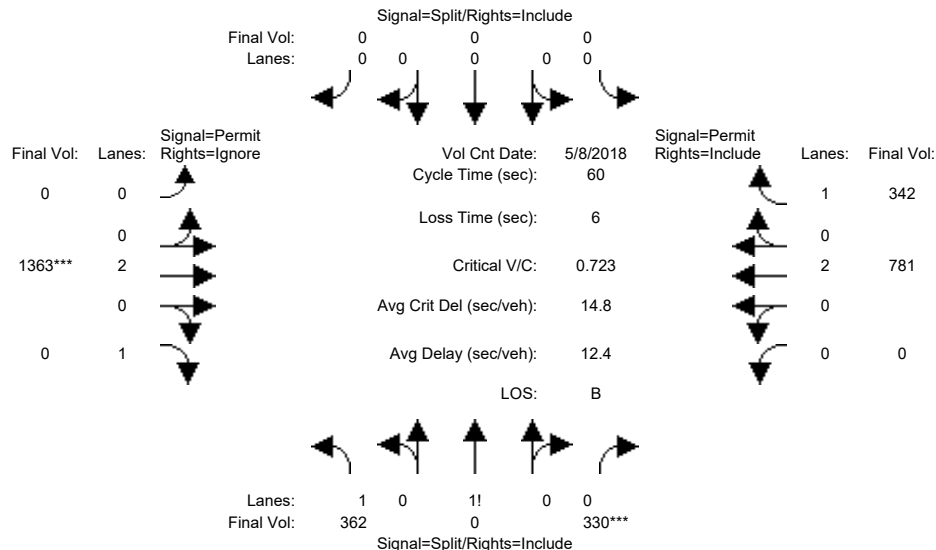 Signal=Split/Rights=Include
Final Vol: 0 0 0
Lanes: 0 0 0 0 0
Signal=Permit Signal=Permit
Final Vol: Lanes: Rights=Ignore Vol Cnt Date: 5/8/2018 Rights=Include Lanes: Final Vol:
0 0 Cycle Time (sec): 60 1 342
Loss Time (sec): 6
0 0
1363*** 2 Critical V/C: 0.723 2 781
0 Avg Crit Del (sec/veh): 14.8 0
0 1 Avg Delay (sec/veh): 12.4 0 0
LOS: B
Lanes: 1 0 1! 0 0
Final Vol: 362 0 330***
Signal=Split/Rights=Include